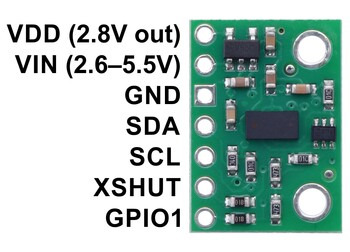 VDD (2.8V out)
VIN (2.6–5.5V)
GND
SDA
SCL
XSHUT
GPIO1